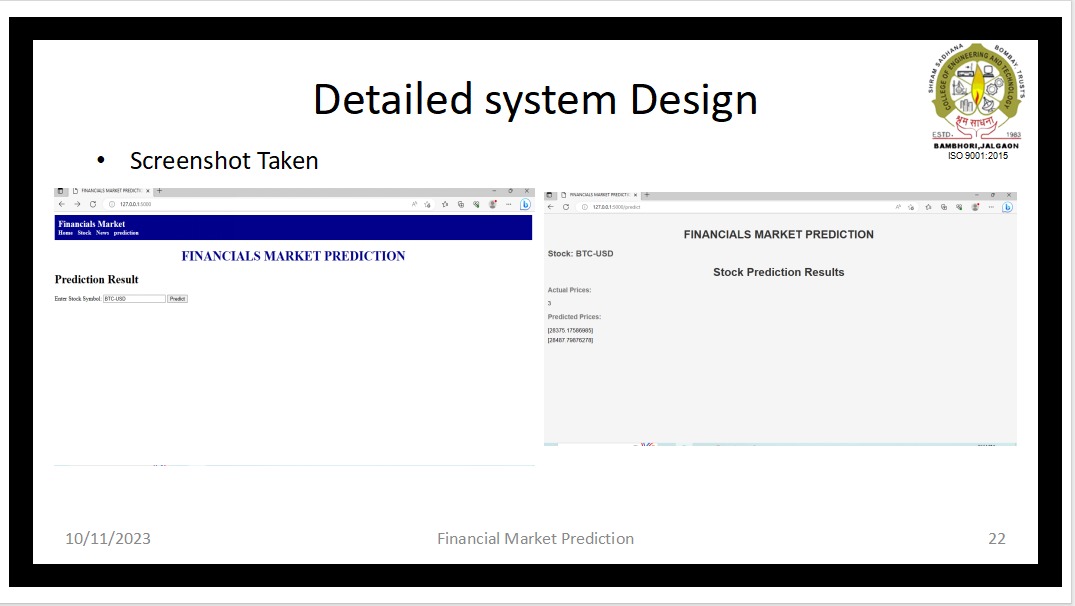 Detailed system Design
SHRAM SADHANA BOMBAY, TRUSTS
COLLEGE OF ENGINEERING AND TECHNOLOGY
श्रम साधना
ESTD. 1983
BAMBHORI,JALGAON
ISO 9001:2015
• Screenshot Taken
FINANCIALS MARKET PREDICTI
127.0.0.1:5000
Financials Market
Home Stock News prediction
FINANCIALS MARKET PREDICTION
Prediction Result
Enter Stock Symbol: BTC-USD Predict
FINANCIALS MARKET PREDICTI
127.0.0.1:5000/predict
FINANCIALS MARKET PREDICTION
Stock: BTC-USD
Stock Prediction Results
Actual Prices:
3
Predicted Prices:
[28375.17586985]
[28467.79876278]
10/11/2023
Financial Market Prediction
22